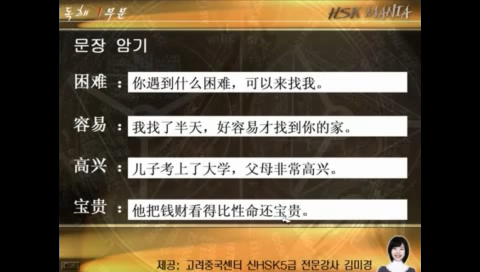 독해 1부분
HSK MANIA
문장 암기
困难 : 你遇到什么困难，可以来找我。
容易 : 我找了半天，好容易才找到你的家。
高兴 : 儿子考上了大学，父母非常高兴。
宝贵 : 他把钱财看得比性命还宝贵。
제공: 고려중국센터 신HSK5급 전문강사 김미경